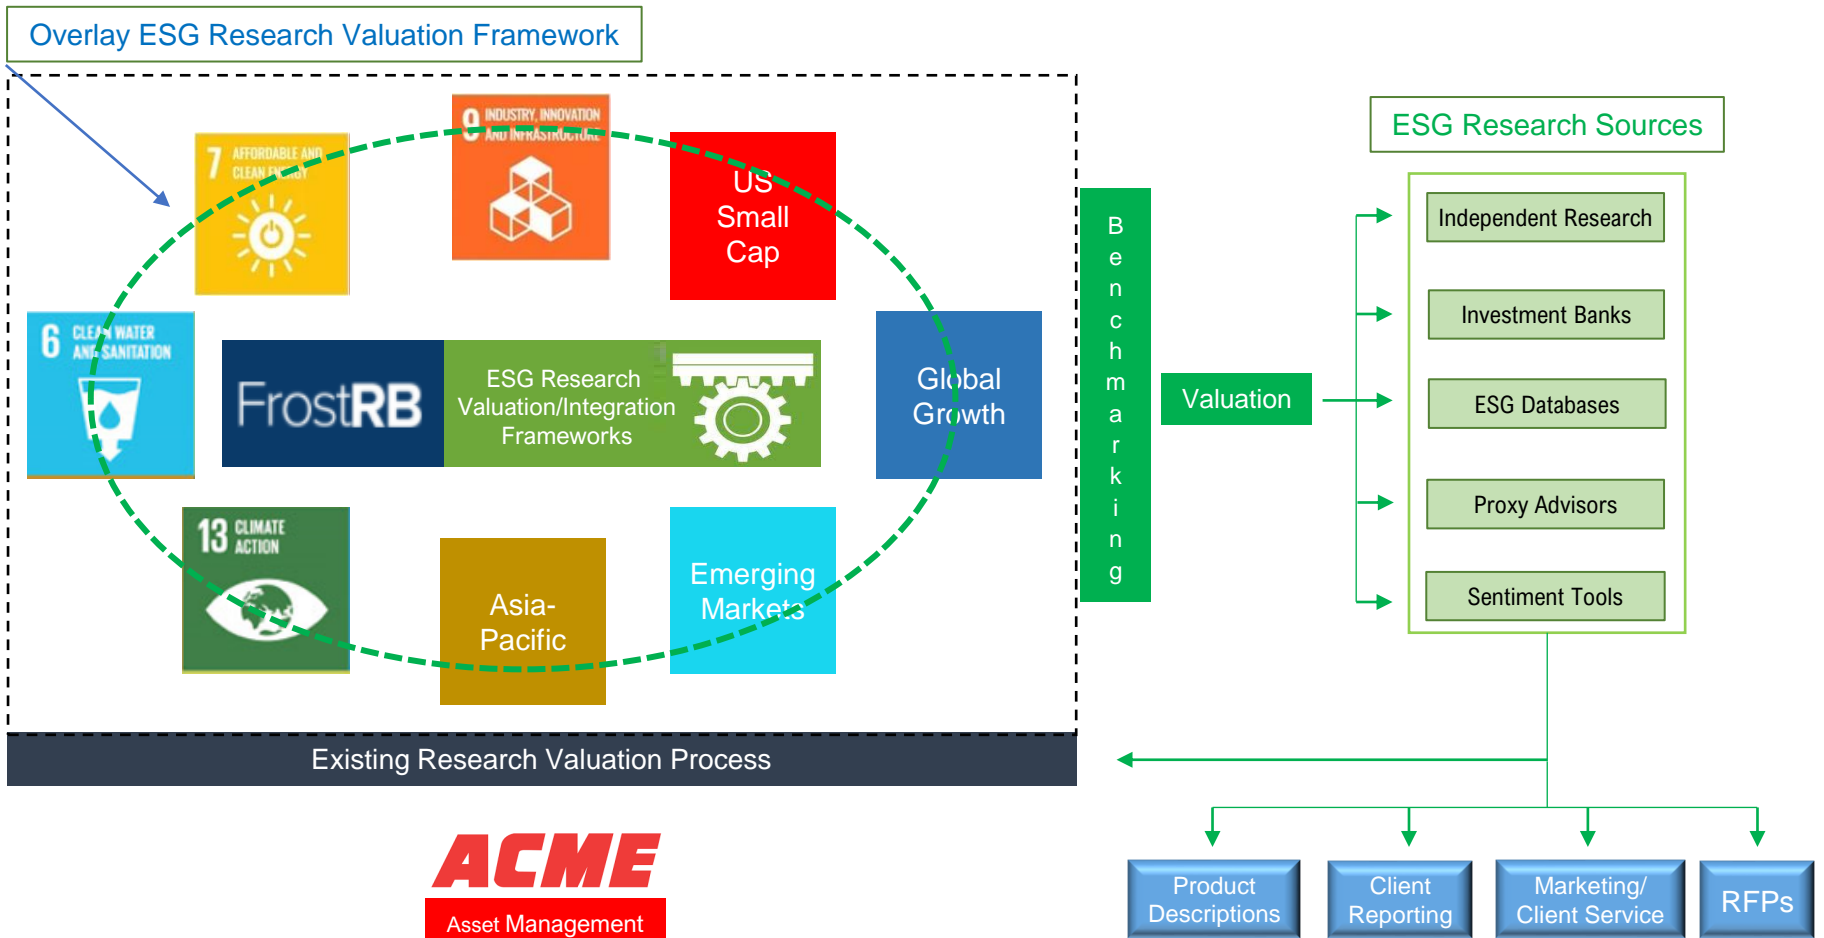 Overlay ESG Research Valuation Framework
7 AFFORDABLE AND
CLEAN ENERGY
9 INDUSTRY, INNOVATION
AND INFRASTRUCTURE
US
Small
Cap
6 CLEAN WATER
AND SANITATION
FrostRB
ESG Research
Valuation/Integration
Frameworks
Global
Growth
13 CLIMATE
ACTION
Asia-
Pacific
Emerging
Markets
Existing Research Valuation Process
ACME
Asset Management
Benchmarking
Valuation
ESG Research Sources
Independent Research
Investment Banks
ESG Databases
Proxy Advisors
Sentiment Tools
Product
Descriptions
Client
Reporting
Marketing/
Client Service
RFPs